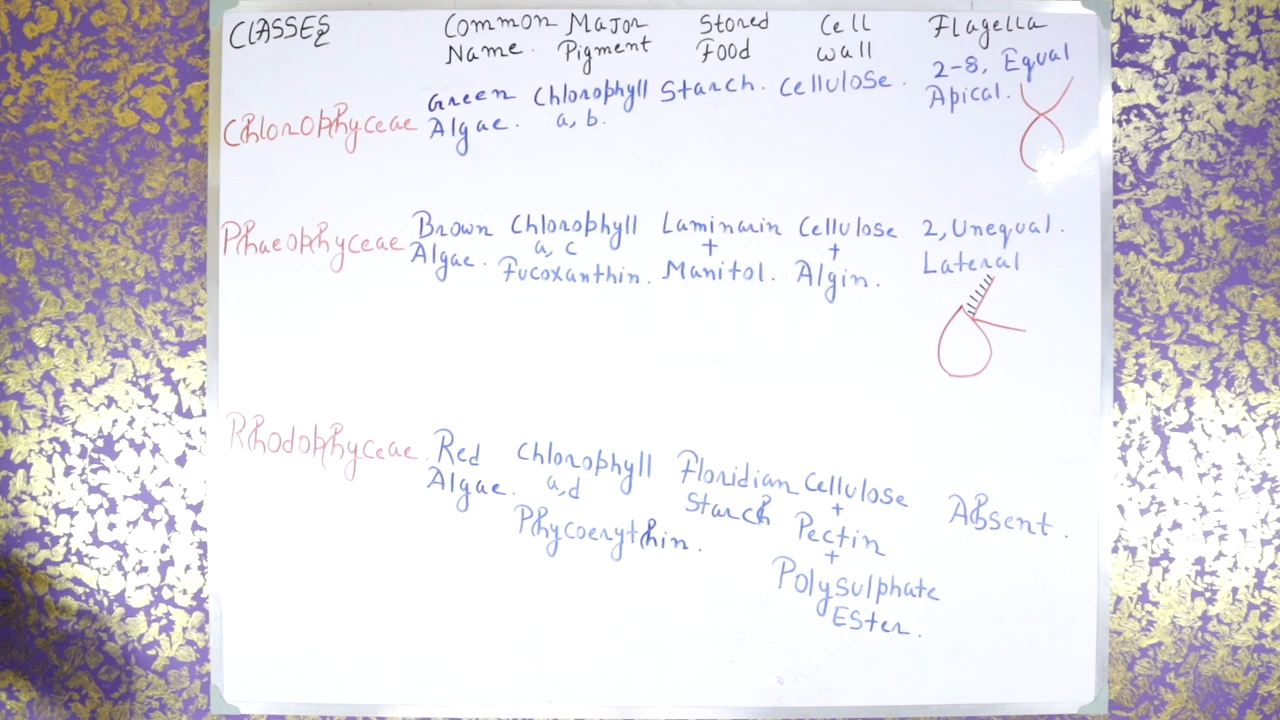 CLASSES Common Major Stored Cell Flagella
Name. Pigment Food wall
Chlorophyceae Green Chlorophyll Starch. Cellulose. 2-8, Equal
Algae. a, b. Apical.
Phaeophyceae Brown Chlorophyll Laminarin Cellulose 2, Unequal.
Algae. a, c + + Lateral
Fucoxanthin. Manitol. Algin.
Rhodophyceae. Red Chlorophyll Floridian Cellulose Absent.
Algae. a,d Starch +
Phycoerythin. Pectin
+
Polysulphate
Ester.